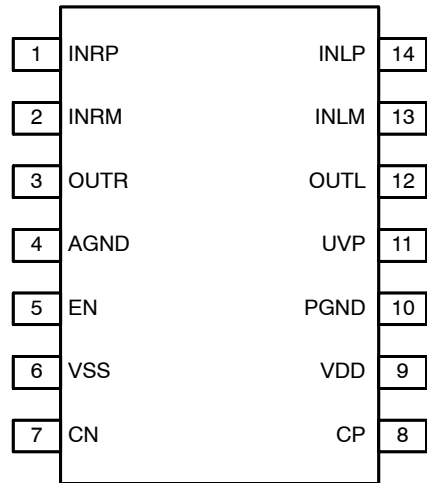 1 INRP INLP 14
2 INRM INLM 13
3 OUTR OUTL 12
4 AGND UVP 11
5 EN PGND 10
6 VSS VDD 9
7 CN CP 8